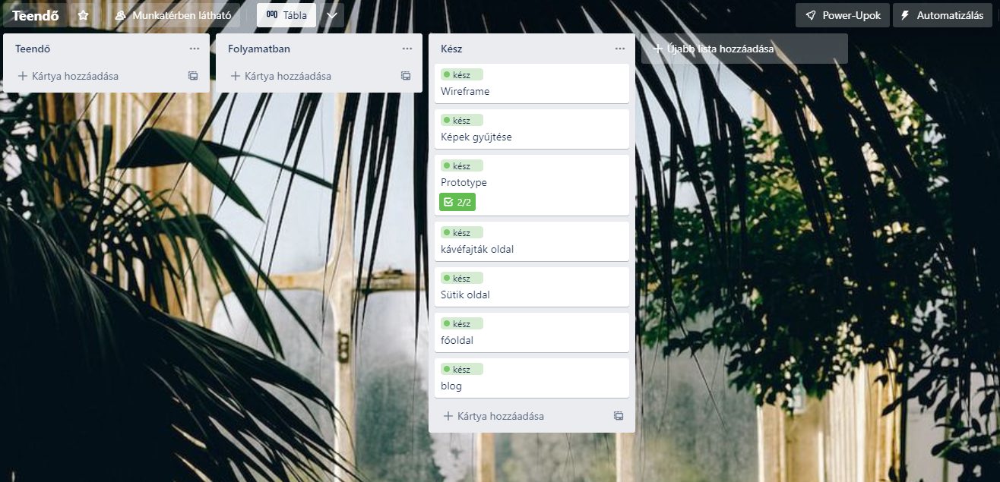 Teendő
Munkatérben látható
Tábla
Power-Upok
Automatizálás
Teendő
Kártya hozzáadása
Folyamatban
Kártya hozzáadása
Kész
kész
Wireframe
kész
Képek gyűjtése
kész
Prototype
2/2
kész
kávéfajták oldal
kész
Sütik oldal
kész
főoldal
kész
blog
Kártya hozzáadása
Újabb lista hozzáadása